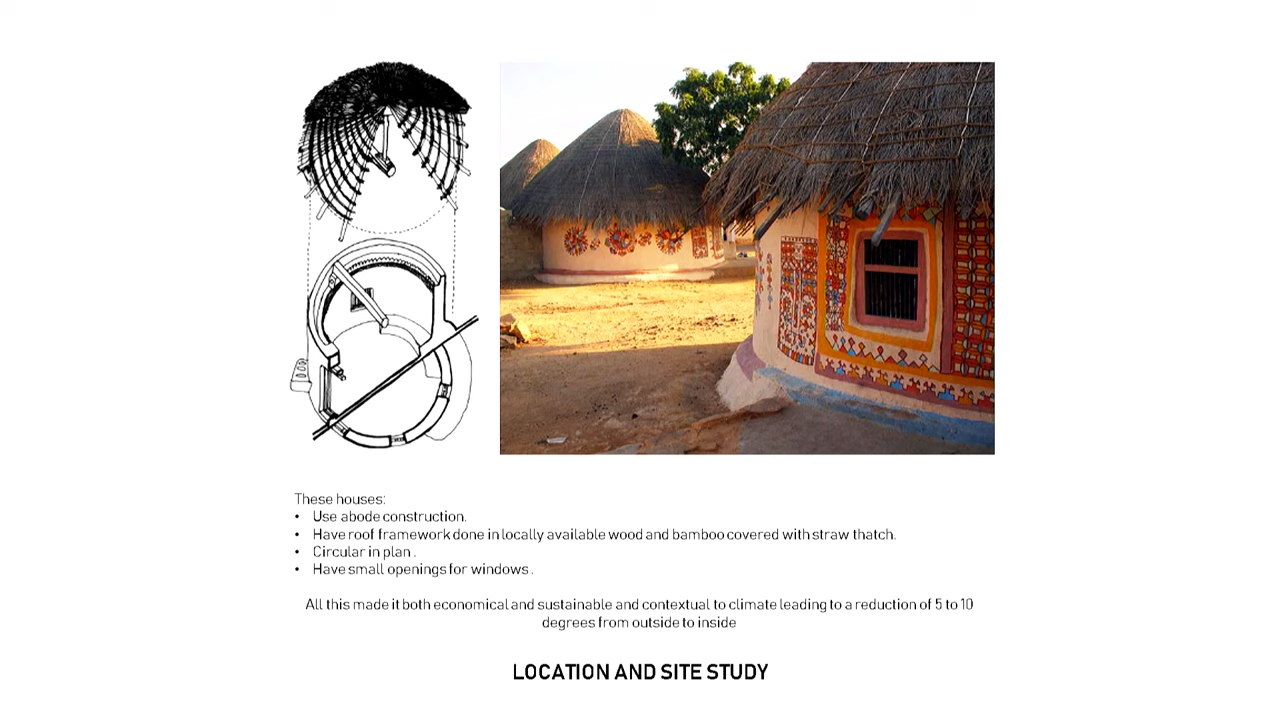 These houses:
• Use abode construction.
• Have roof framework done in locally available wood and bamboo covered with straw thatch.
• Circular in plan .
• Have small openings for windows .
All this made it both economical and sustainable and contextual to climate leading to a reduction of 5 to 10
degrees from outside to inside
LOCATION AND SITE STUDY